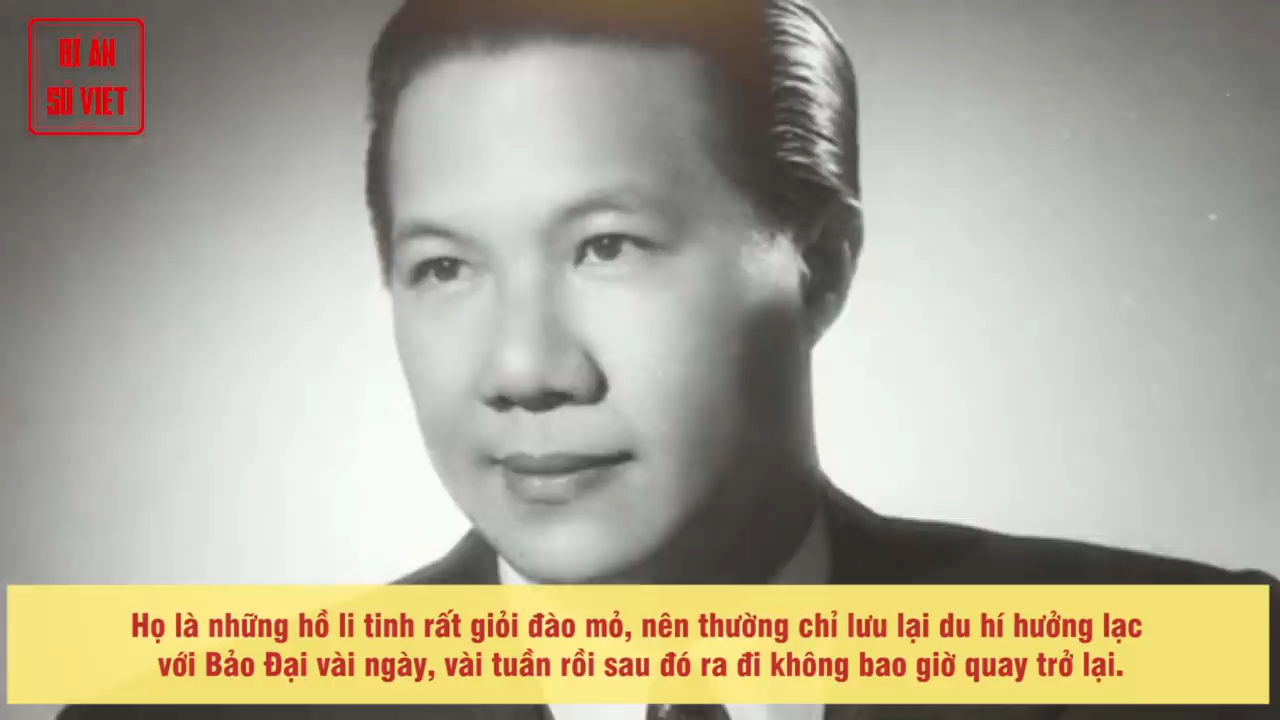 BÍ ẨN
SỬ VIỆT
Họ là những hồ li tinh rất giỏi đào mỏ, nên thường chỉ lưu lại du hí hưởng lạc
với Bảo Đại vài ngày, vài tuần rồi sau đó ra đi không bao giờ quay trở lại.